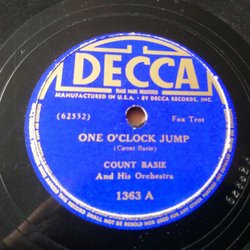 DECCA
TRADE MARK REGISTERED
MANUFACTURED IN U.S.A. - BY DECCA RECORDS, INC.
(62332) Fox Trot
ONE O'CLOCK JUMP
(Count Basie)
COUNT BASIE
And His Orchestra
1363 A